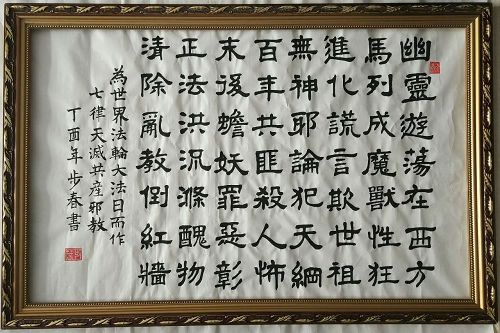 幽靈遊蕩在西方
馬列成魔獸性狂
進化謊言欺世祖
無神耶論犯天綱
百年共匪殺人怖
末後蟾妖罪惡彰
正法洪況滌醜物
清除亂教倒紅牆
為世界法輪大法日而作
七律天滅共產邪教
丁酉年步春書